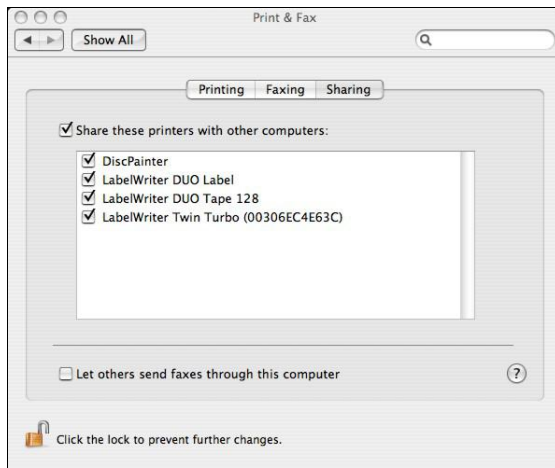 Print & Fax
Show All
Printing Faxing Sharing
Share these printers with other computers:
DiscPainter
LabelWriter DUO Label
LabelWriter DUO Tape 128
LabelWriter Twin Turbo (00306EC4E63C)
Let others send faxes through this computer
?
Click the lock to prevent further changes.